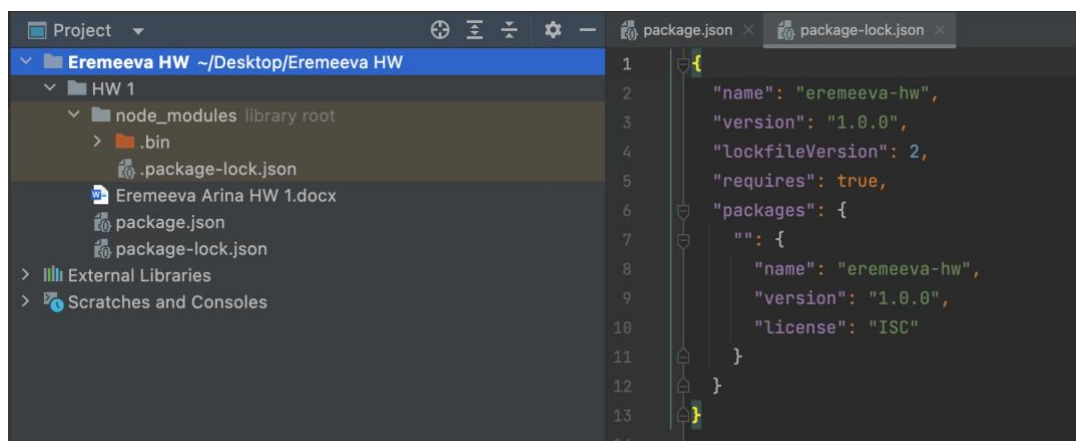 Project
Eremeeva HW ~/Desktop/Eremeeva HW
HW 1
node_modules library root
.bin
.package-lock.json
Eremeeva Arina HW 1.docx
package.json
package-lock.json
External Libraries
Scratches and Consoles
package.json
package-lock.json
1 {
2 "name": "eremeeva-hw",
3 "version": "1.0.0",
4 "lockfileVersion": 2,
5 "requires": true,
6 "packages": {
7 "": {
8 "name": "eremeeva-hw",
9 "version": "1.0.0",
10 "license": "ISC"
11 }
12 }
13 }